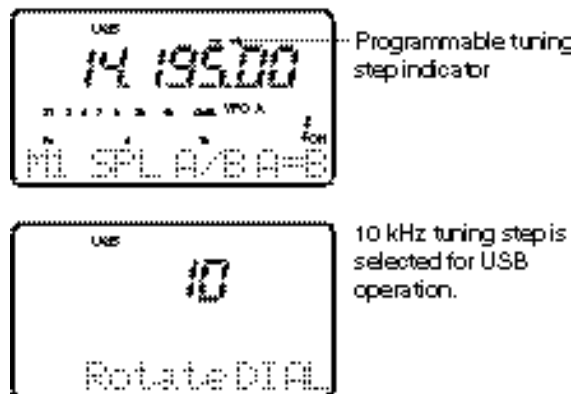 USB
14.195.00
Programmable tuning
step indicator
VFO A
M1 SPL A/B A=B
USB
10
10 kHz tuning step is
selected for USB
operation.
Rotate DIAL